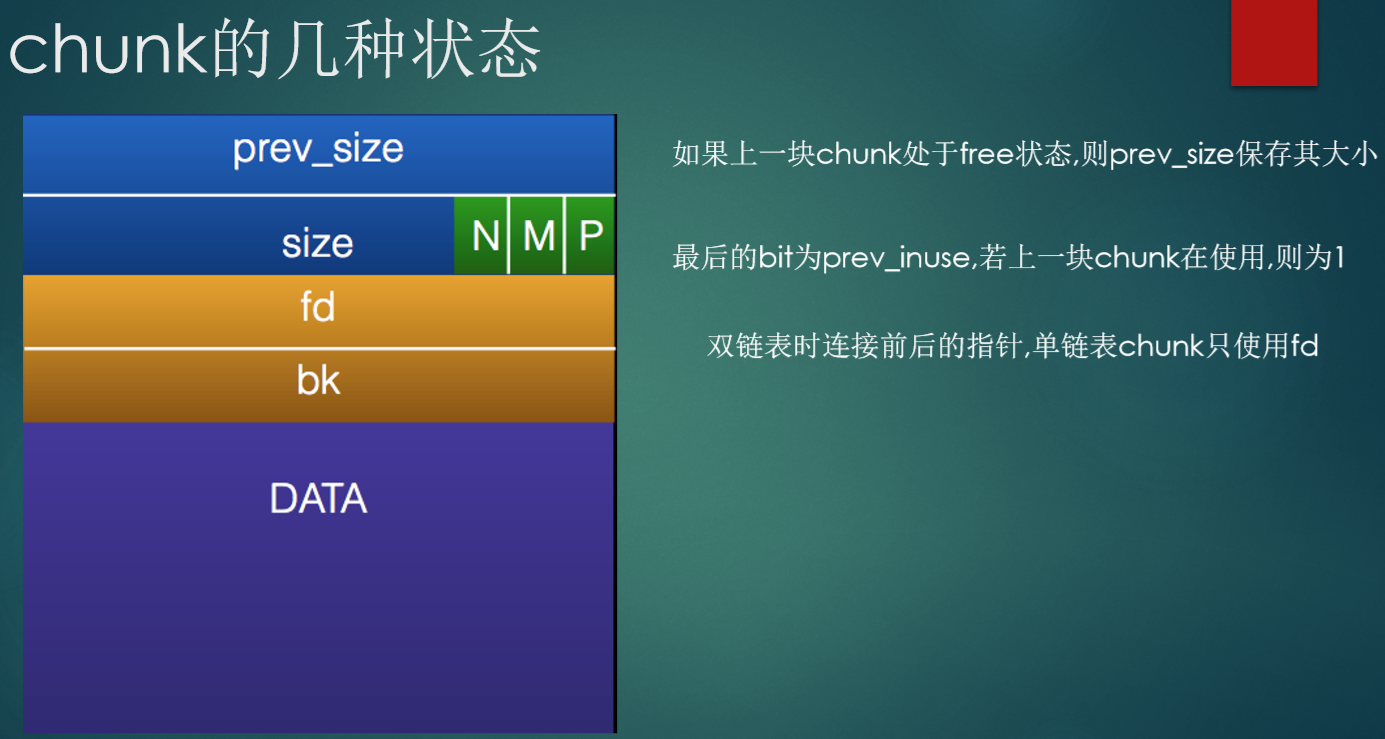 chunk的几种状态
prev_size
如果上一块chunk处于free状态,则prev_size保存其大小
size
N M P
最后的bit为prev_inuse,若上一块chunk在使用,则为1
fd
双链表时连接前后的指针,单链表chunk只使用fd
bk
DATA